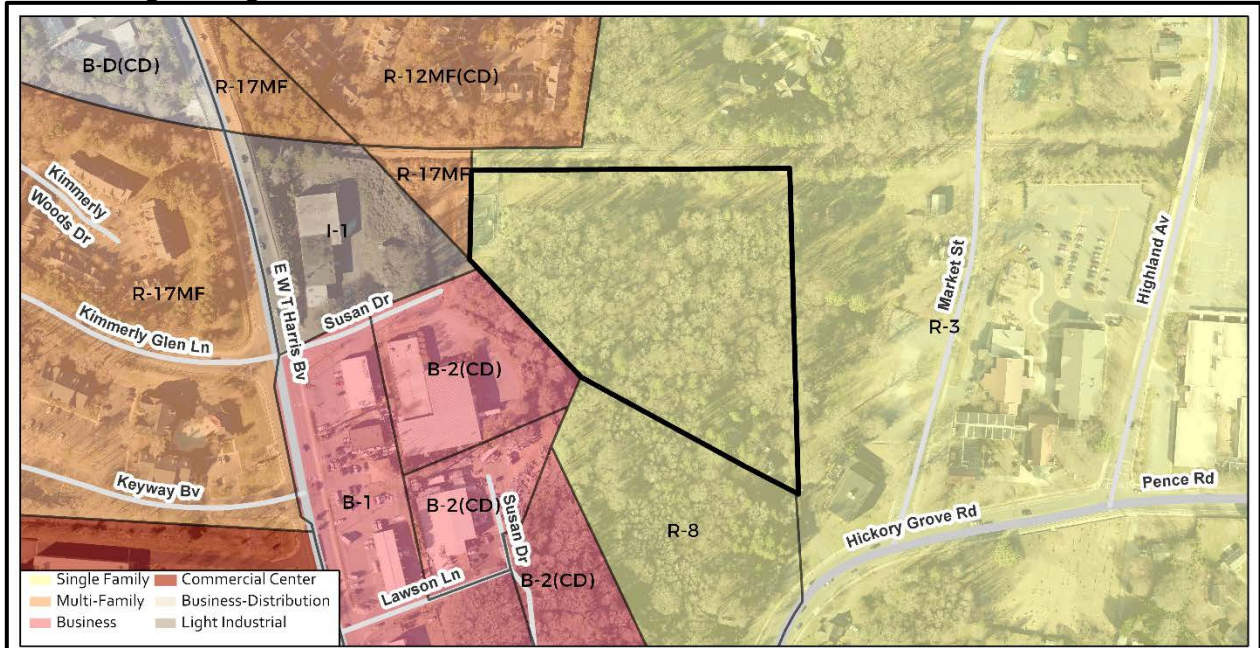 B-D(CD)
R-17MF
R-12MF(CD)
Kimmerly
Woods Dr
R-17MF
I-1
R-17MF
Kimmerly Glen Ln
E W T Harris Bv
Susan Dr
Market St
Highland Av
R-3
B-2(CD)
Keyway Bv
B-1
B-2(CD)
Susan Dr
Pence Rd
Hickory Grove Rd
R-8
Lawson Ln
B-2(CD)
Single Family
Multi-Family
Business
Commercial Center
Business-Distribution
Light Industrial